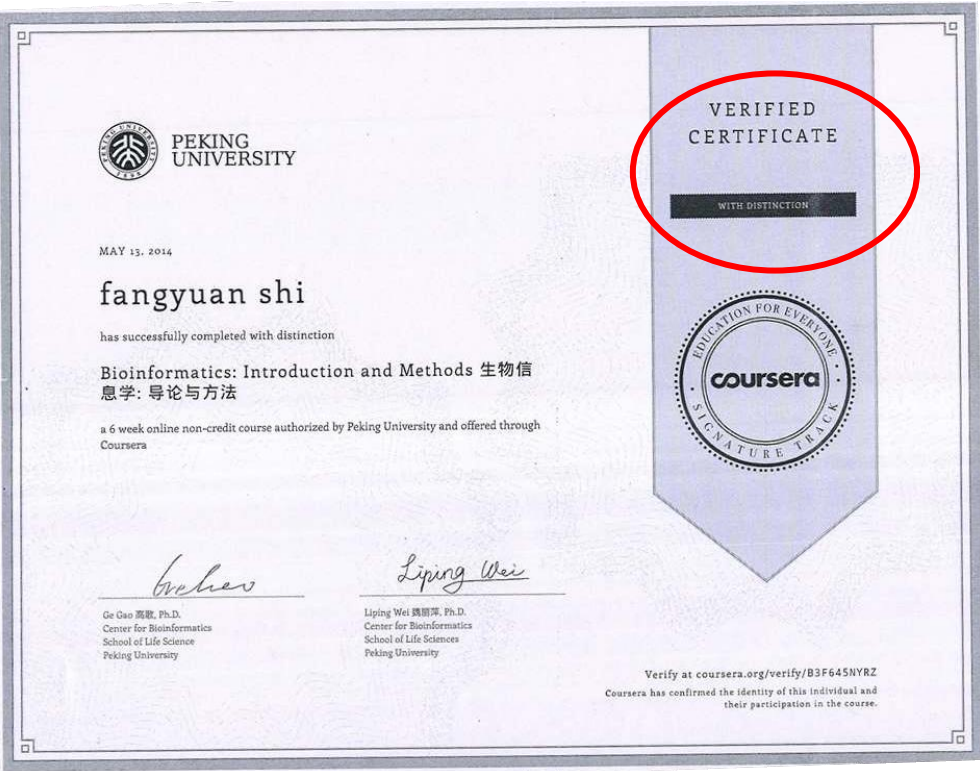 PEKING UNIVERSITY
1898
PEKING
UNIVERSITY
MAY 13, 2014
fangyuan shi
has successfully completed with distinction
Bioinformatics: Introduction and Methods 生物信
息学: 导论与方法
a 6 week online non-credit course authorized by Peking University and offered through
Coursera
Liping Wei
Ge Gao 高歌, Ph.D.
Center for Bioinformatics
School of Life Science
Peking University
Liping Wei 魏丽萍, Ph.D.
Center for Bioinformatics
School of Life Sciences
Peking University
VERIFIED
CERTIFICATE
WITH DISTINCTION
EDUCATION FOR EVERYONE
coursera
SIGNATURE TRACK
Verify at coursera.org/verify/B3F645NYRZ
Coursera has confirmed the identity of this individual and
their participation in the course.